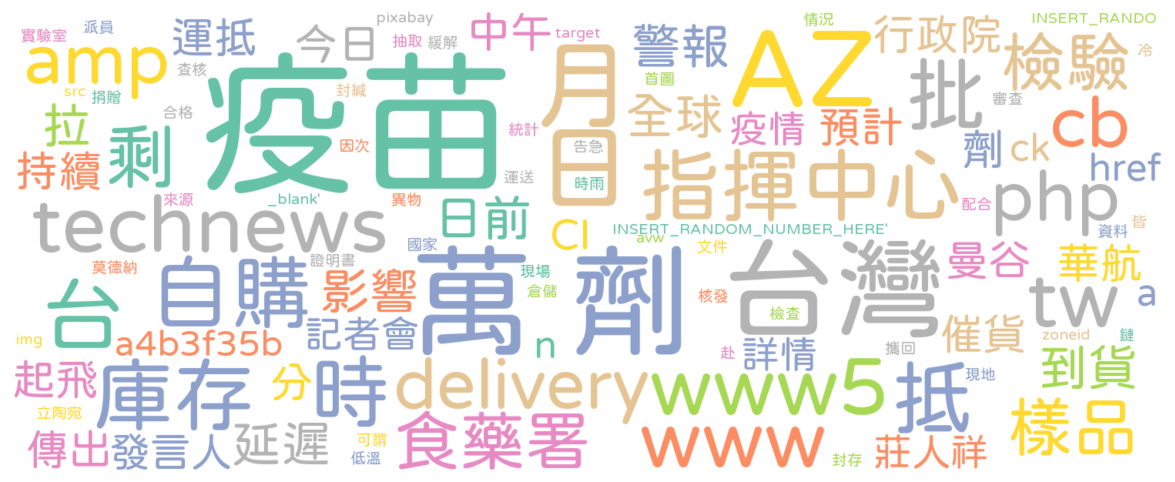 實驗室
派員
運抵
今日
pixabay
中午
target
情況
INSERT_RANDO
amp
查核
抽取
緩解
警報
AZ
行政院
檢驗
冷
src
捐贈
封緘
疫苗
月
首圖
批
審查
拉
合格
剩
因次
統計
日
告急
全球
疫情
預計
劑
ck
cb
href
持續
來源
_blank'
異物
運送
時雨
指揮中心
php
配合
皆
technews
日前
CI
INSERT_RANDOM_NUMBER_HERE'
avw
文件
資料
莫德納
自購
國家
證明書
影響
現場
倉儲
萬
劑
台灣
核發
檢查
曼谷
華航
tw
a
台
img
a4b3f35b
記者會
n
赴
詳情
攜回
催貨
zoneid
鏈
起飛
庫存
分
時
delivery
www5
抵
現地
到貨
立陶宛
傳出
發言人
延遲
可謂
低溫
食藥署
www
封存
莊人祥
樣品